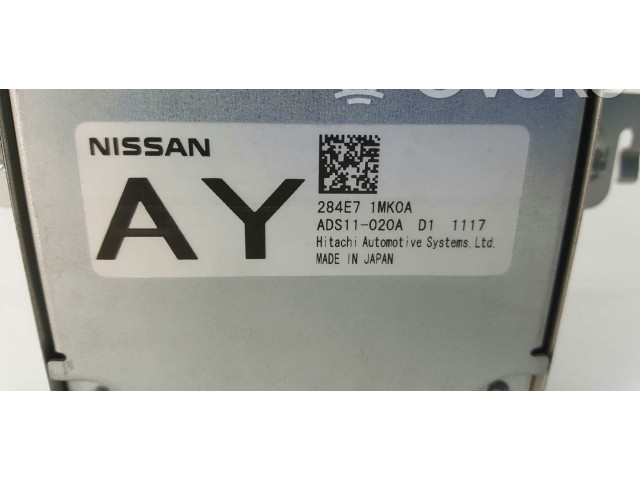 NISSAN
AY
284E7 1MK0A
ADS11-020A D1 1117
Hitachi Automotive Systems.Ltd.
MADE IN JAPAN